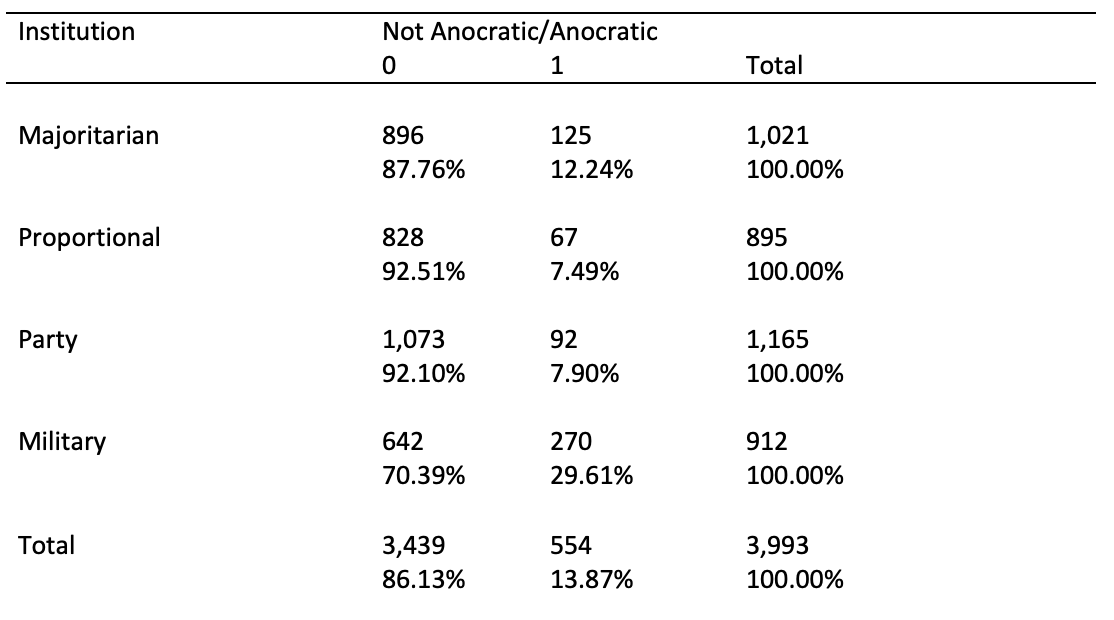 Institution Not Anocratic/Anocratic
0 1 Total
Majoritarian 896 125 1,021
87.76% 12.24% 100.00%
Proportional 828 67 895
92.51% 7.49% 100.00%
Party 1,073 92 1,165
92.10% 7.90% 100.00%
Military 642 270 912
70.39% 29.61% 100.00%
Total 3,439 554 3,993
86.13% 13.87% 100.00%